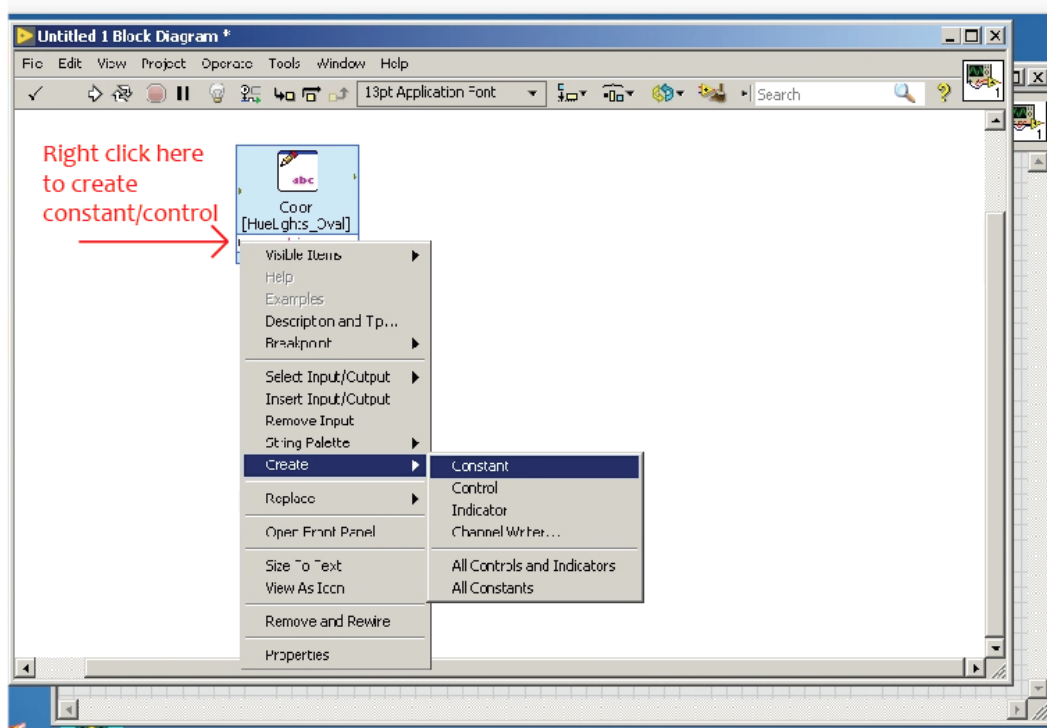 Untitled 1 Block Diagram *
File Edit View Project Operate Tools Window Help
13pt Application Font
Search
1
1
Right click here
to create
constant/control
abc
Color
[HueLights_Oval]
Visible Items
Help
Examples
Description and Tip...
Breakpoint
Select Input/Output
Insert Input/Output
Remove Input
String Palette
Create
Replace
Open Front Panel
Size To Text
View As Icon
Remove and Rewire
Properties
Constant
Control
Indicator
Channel Writer...
All Controls and Indicators
All Constants